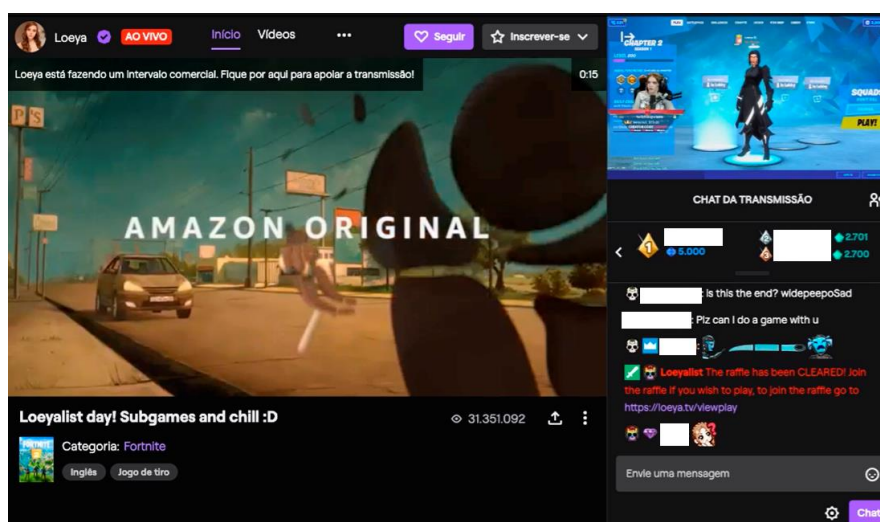 Loeya
AO VIVO
Início
Vídeos
Seguir
Inscrever-se
Loeya está fazendo um intervalo comercial. Fique por aqui para apoiar a transmissão!
0:15
AMAZON ORIGINAL
Loeyalist day! Subgames and chill :D
31.351.092
Categoria: Fortnite
Inglês
Jogo de tiro
CHAPTER 2
SQUADS
PLAY!
CHAT DA TRANSMISSÃO
1
5.000
2
2.701
3
2.700
: is this the end? widepeepoSad
: Plz can I do a game with u
Loeyalist The raffle has been CLEARED! Join
the raffle if you wish to play, to join the raffle go to
https://loeya.tv/viewplay
Envie uma mensagem
Chat